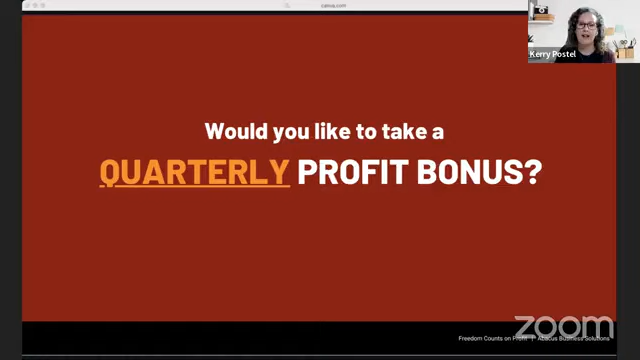 canva.com
Kerry Postel
Would you like to take a
QUARTERLY PROFIT BONUS?
zoom
Freedom Counts on Profit | Abacus Business Solutions